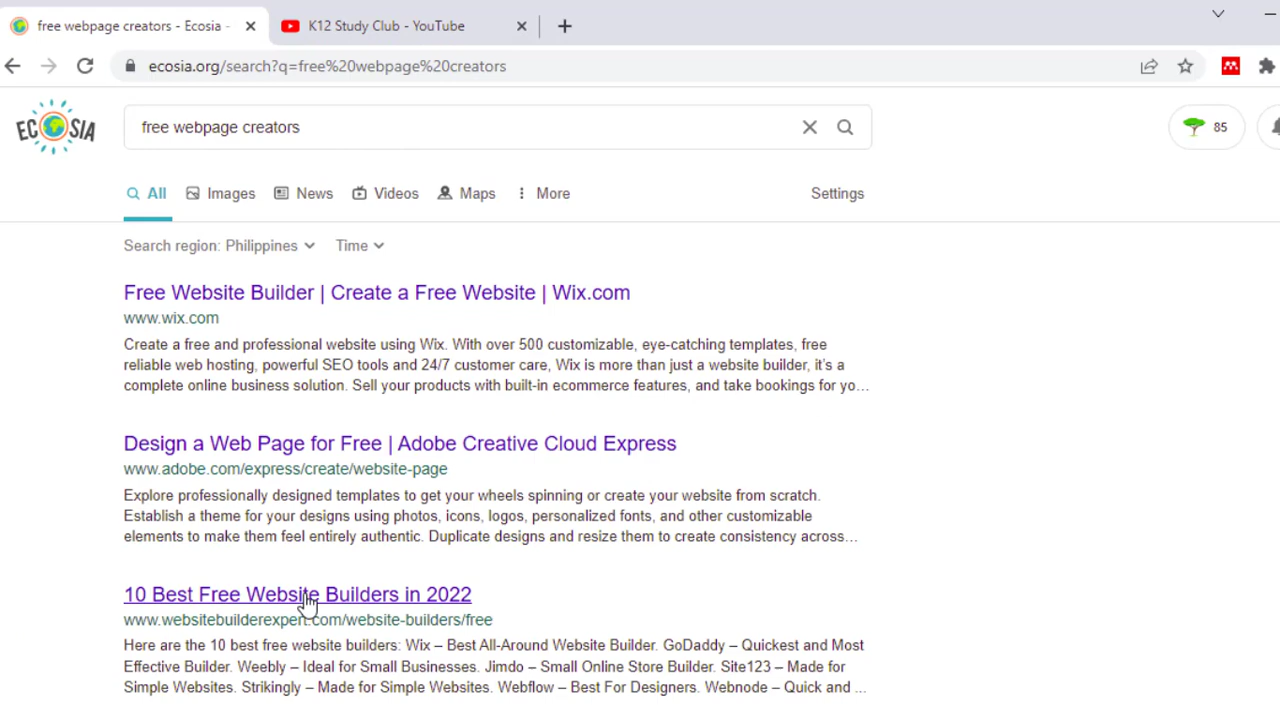 free webpage creators - Ecosia -
K12 Study Club - YouTube
ecosia.org/search?q=free%20webpage%20creators
ECOSIA
free webpage creators
85
All Images News Videos Maps More Settings
Search region: Philippines Time
Free Website Builder | Create a Free Website | Wix.com
www.wix.com
Create a free and professional website using Wix. With over 500 customizable, eye-catching templates, free
reliable web hosting, powerful SEO tools and 24/7 customer care, Wix is more than just a website builder, it's a
complete online business solution. Sell your products with built-in ecommerce features, and take bookings for yo...
Design a Web Page for Free | Adobe Creative Cloud Express
www.adobe.com/express/create/website-page
Explore professionally designed templates to get your wheels spinning or create your website from scratch.
Establish a theme for your designs using photos, icons, logos, personalized fonts, and other customizable
elements to make them feel entirely authentic. Duplicate designs and resize them to create consistency across...
10 Best Free Website Builders in 2022
www.websitebuilderexpert.com/website-builders/free
Here are the 10 best free website builders: Wix – Best All-Around Website Builder. GoDaddy – Quickest and Most
Effective Builder. Weebly – Ideal for Small Businesses. Jimdo – Small Online Store Builder. Site123 – Made for
Simple Websites. Strikingly – Made for Simple Websites. Webflow – Best For Designers. Webnode – Quick and ...